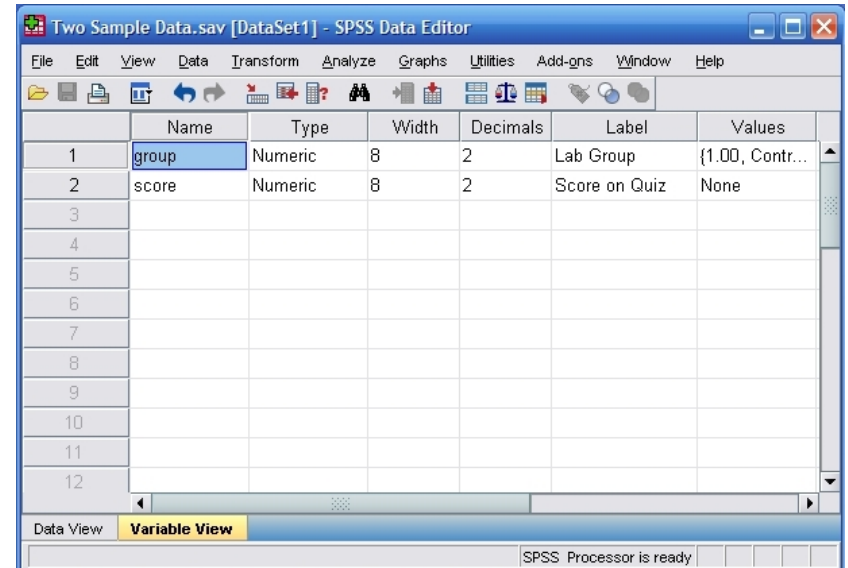 Two Sample Data.sav [DataSet1] - SPSS Data Editor
File Edit View Data Transform Analyze Graphs Utilities Add-ons Window Help
Name Type Width Decimals Label Values
1 group Numeric 8 2 Lab Group {1.00, Contr...
2 score Numeric 8 2 Score on Quiz None
3
4
5
6
7
8
9
10
11
12
Data View Variable View
SPSS Processor is ready